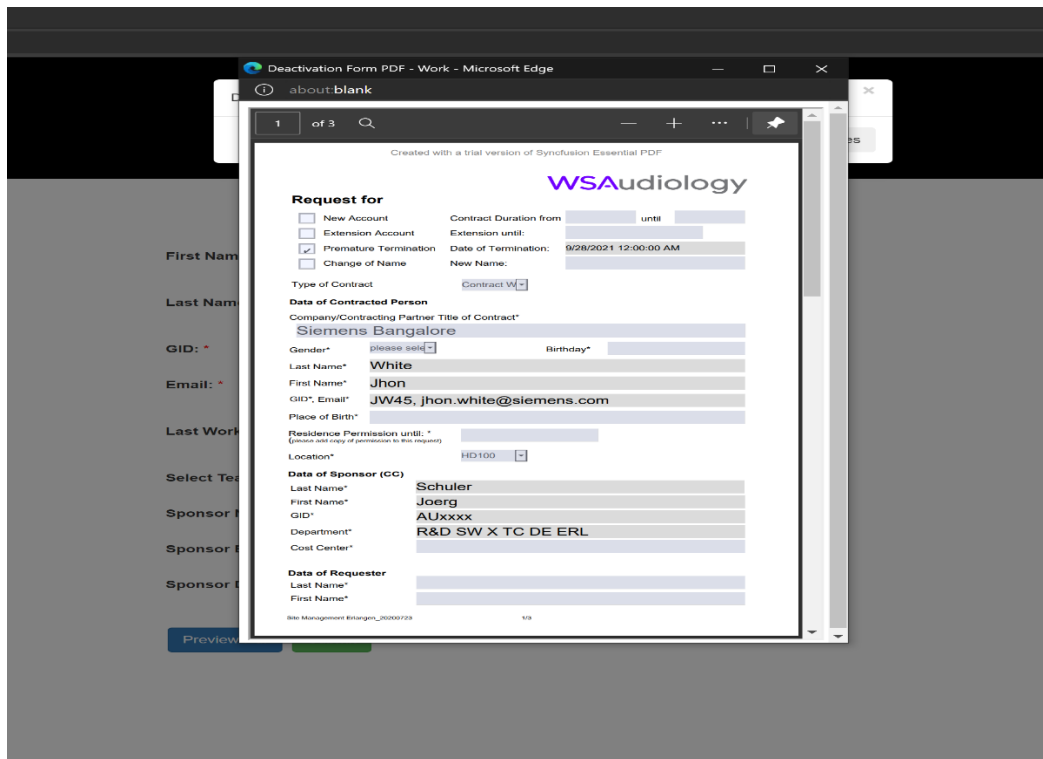 Deactivation Form PDF - Work - Microsoft Edge
about:blank
1 of 3
Created with a trial version of Syncfusion Essential PDF
WSAudiology
Request for
New Account Contract Duration from until
Extension Account Extension until:
Premature Termination Date of Termination: 9/28/2021 12:00:00 AM
Change of Name New Name:
Type of Contract Contract W
Data of Contracted Person
Company/Contracting Partner Title of Contract*
Siemens Bangalore
Gender* please sele Birthday*
Last Name* White
First Name* Jhon
GID*, Email* JW45, jhon.white@siemens.com
Place of Birth*
Residence Permission until: *
(please add copy of permission to this request)
Location* HD100
Data of Sponsor (CC)
Last Name* Schuler
First Name* Joerg
GID* AUxxxx
Department* R&D SW X TC DE ERL
Cost Center*
Data of Requester
Last Name*
First Name*
Site Management Erlangen_20200723 1/3
First Nam
Last Nam
GID: *
Email: *
Last Work
Select Tea
Sponsor
Sponsor
Sponsor
Preview